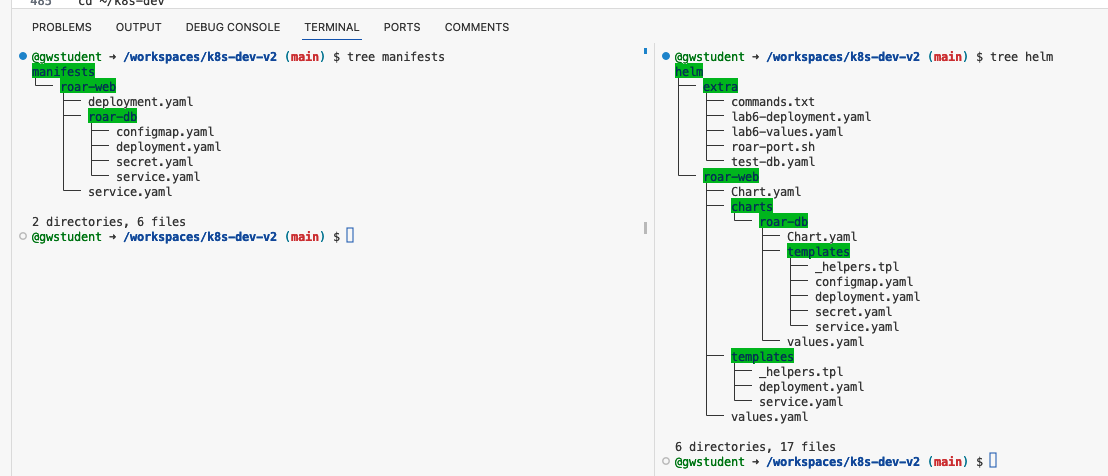 485 cd ~/k8s-dev
PROBLEMS OUTPUT DEBUG CONSOLE TERMINAL PORTS COMMENTS
@gwstudent → /workspaces/k8s-dev-v2 (main) $ tree manifests
manifests
└── roar-web
    ├── deployment.yaml
    ├── roar-db
    │   ├── configmap.yaml
    │   ├── deployment.yaml
    │   ├── secret.yaml
    │   └── service.yaml
    └── service.yaml
2 directories, 6 files
@gwstudent → /workspaces/k8s-dev-v2 (main) $
@gwstudent → /workspaces/k8s-dev-v2 (main) $ tree helm
helm
├── extra
│   ├── commands.txt
│   ├── lab6-deployment.yaml
│   ├── lab6-values.yaml
│   ├── roar-port.sh
│   └── test-db.yaml
└── roar-web
    ├── Chart.yaml
    ├── charts
    │   └── roar-db
    │       ├── Chart.yaml
    │       ├── templates
    │       │   ├── _helpers.tpl
    │       │   ├── configmap.yaml
    │       │   ├── deployment.yaml
    │       │   ├── secret.yaml
    │       │   └── service.yaml
    │       └── values.yaml
    ├── templates
    │   ├── _helpers.tpl
    │   ├── deployment.yaml
    │   └── service.yaml
    └── values.yaml
6 directories, 17 files
@gwstudent → /workspaces/k8s-dev-v2 (main) $